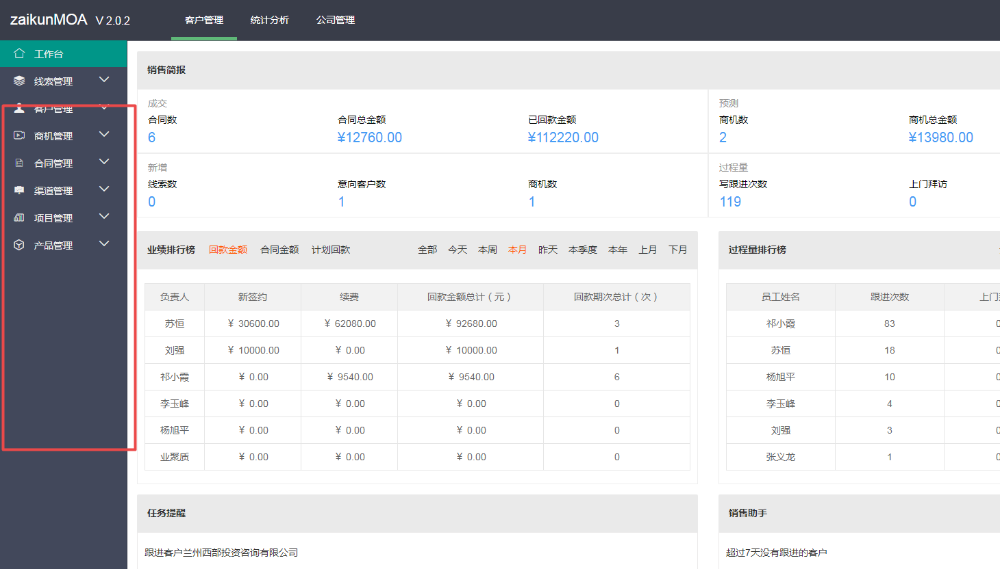 zaikunMOA V 2.0.2
客户管理 统计分析 公司管理
工作台
线索管理
客户管理
商机管理
合同管理
渠道管理
项目管理
产品管理
销售简报
成交
合同数 合同总金额 已回款金额
6 ¥12760.00 ¥112220.00
预测
商机数 商机总金额
2 ¥13980.00
新增
线索数 意向客户数 商机数
0 1 1
过程量
写跟进次数 上门拜访
119 0
业绩排行榜 回款金额 合同金额 计划回款 全部 今天 本周 本月 昨天 本季度 本年 上月 下月
负责人 新签约 续费 回款金额总计（元） 回款期次总计（次）
苏恒 ¥ 30600.00 ¥ 62080.00 ¥ 92680.00 3
刘强 ¥ 10000.00 ¥ 0.00 ¥ 10000.00 1
祁小霞 ¥ 0.00 ¥ 9540.00 ¥ 9540.00 6
李玉峰 ¥ 0.00 ¥ 0.00 ¥ 0.00 0
杨旭平 ¥ 0.00 ¥ 0.00 ¥ 0.00 0
业聚质 ¥ 0.00 ¥ 0.00 ¥ 0.00 0
过程量排行榜
员工姓名 跟进次数 上门
祁小霞 83 0
苏恒 18 0
杨旭平 10 0
李玉峰 4 0
刘强 3 0
张义龙 1 0
任务提醒
跟进客户兰州西部投资咨询有限公司
销售助手
超过7天没有跟进的客户